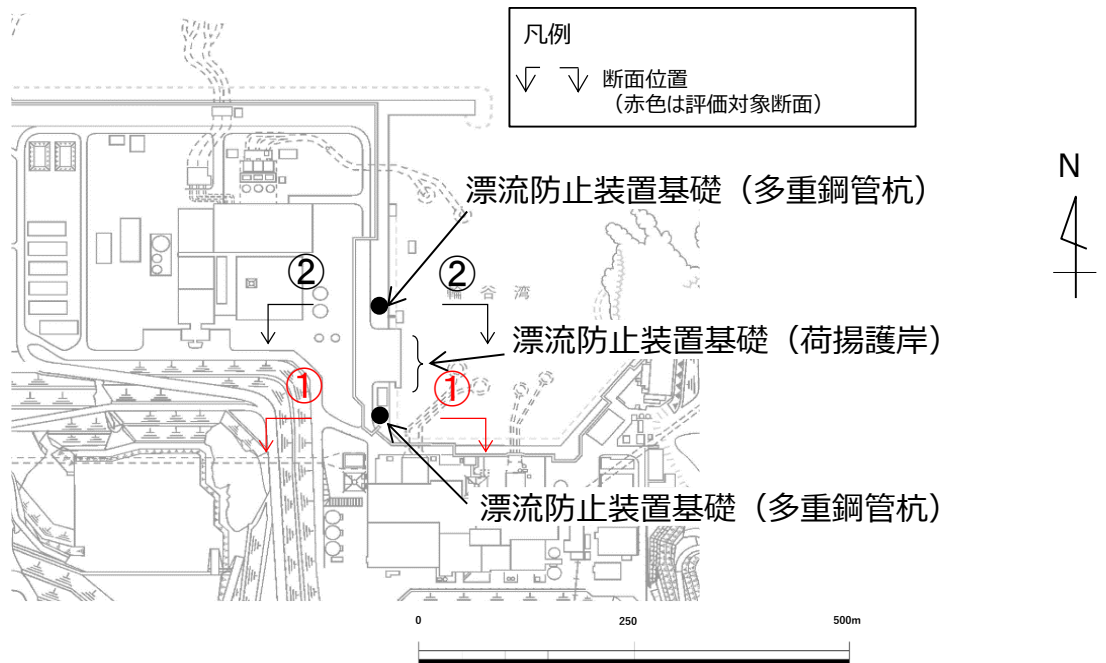 凡例
断面位置
（赤色は評価対象断面）
N
漂流防止装置基礎（多重鋼管杭）
② ②
輪谷湾
漂流防止装置基礎（荷揚護岸）
① ①
漂流防止装置基礎（多重鋼管杭）
0 250 500m